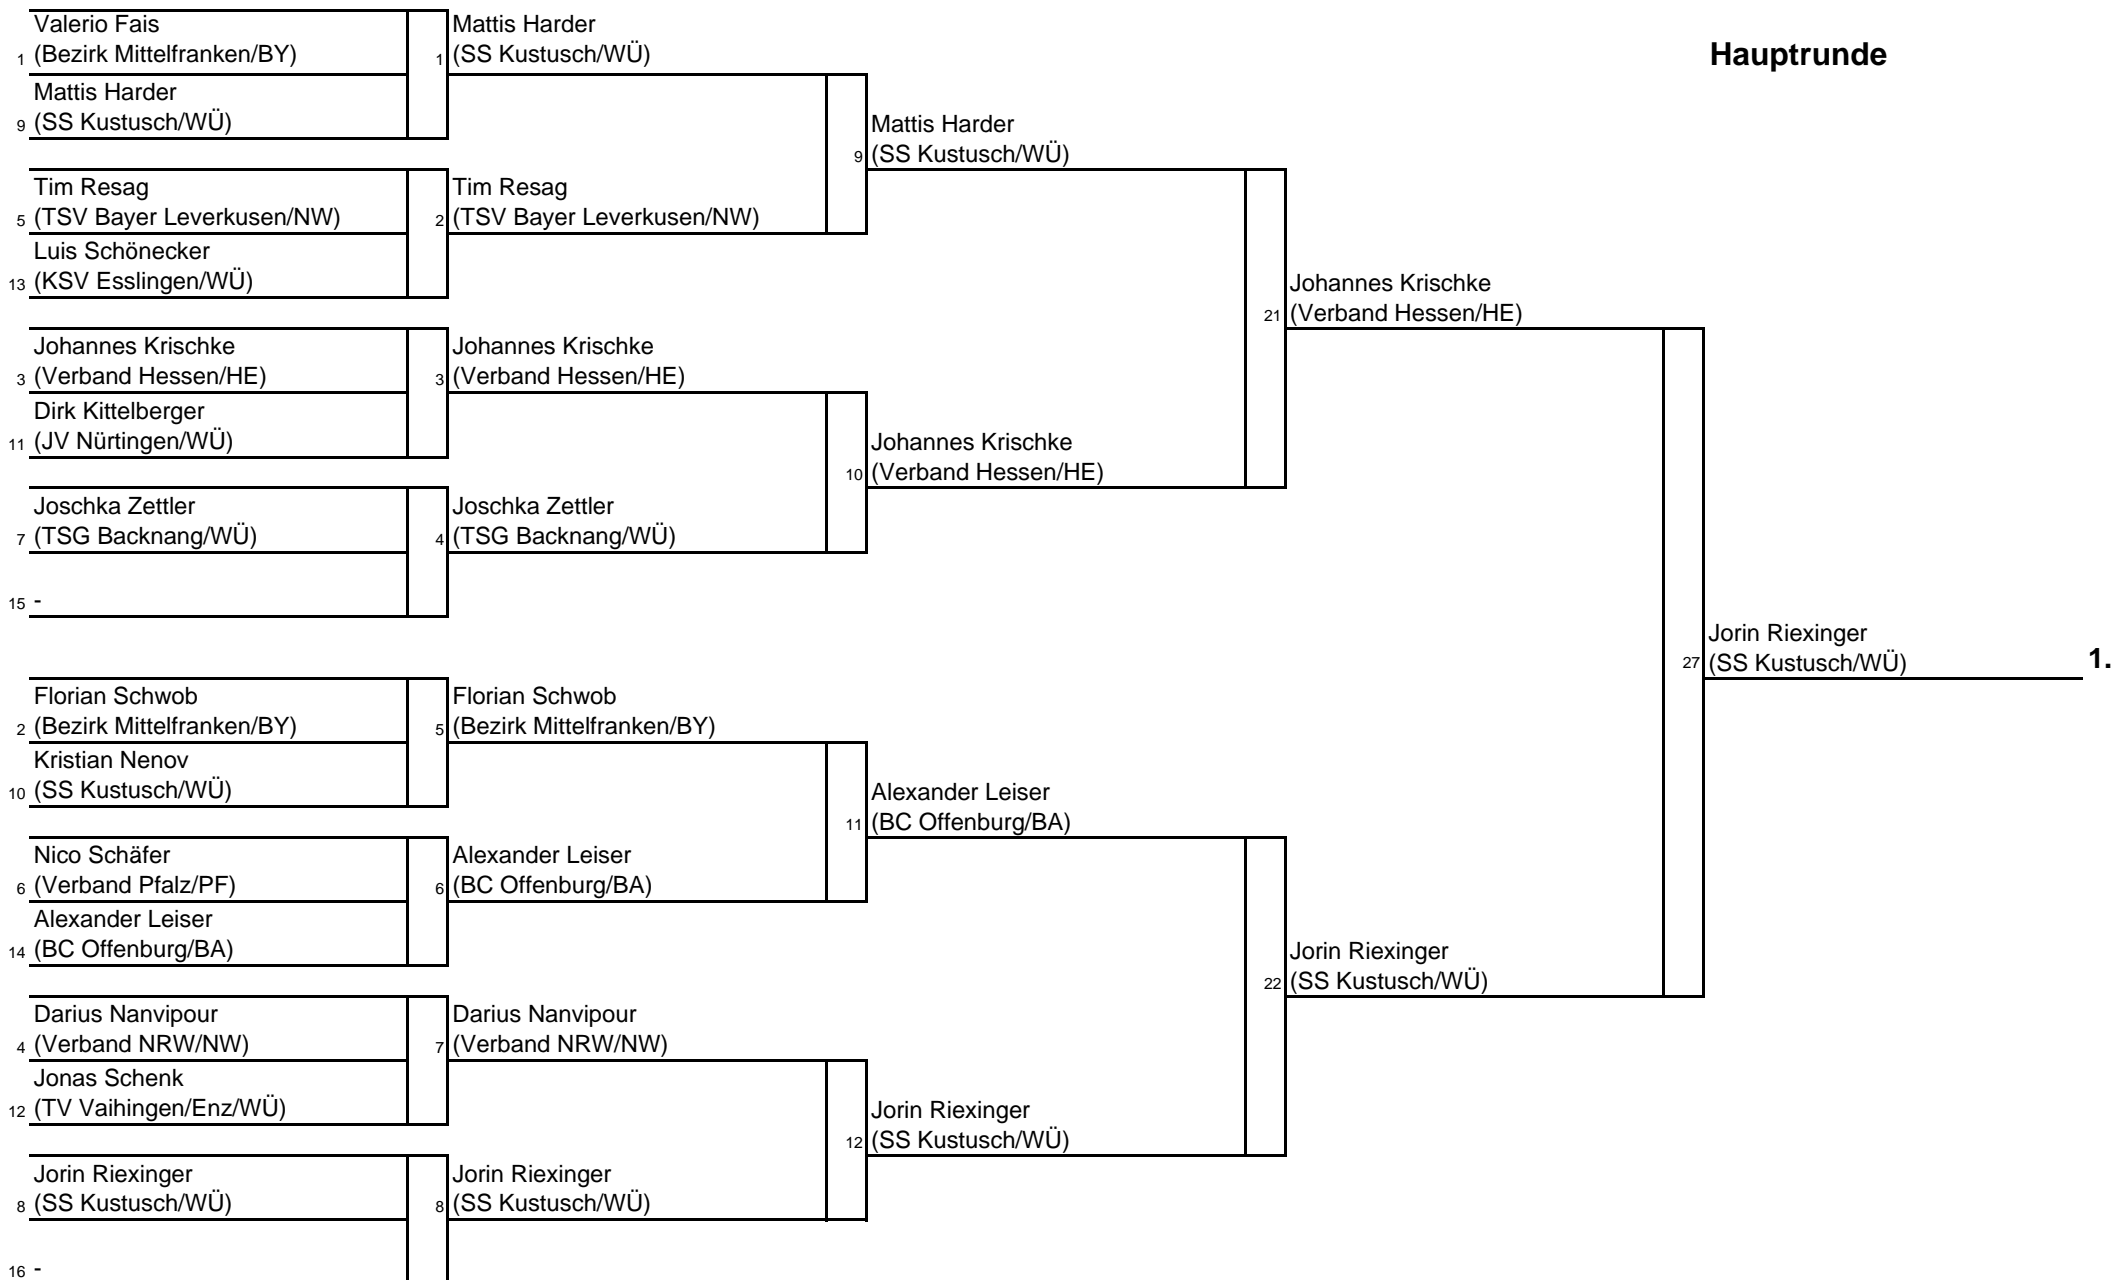 Hauptrunde
Valerio Fais
1 (Bezirk Mittelfranken/BY)
Mattis Harder
9 (SS Kustusch/WÜ)
Tim Resag
5 (TSV Bayer Leverkusen/NW)
Luis Schönecker
13 (KSV Esslingen/WÜ)
Johannes Krischke
3 (Verband Hessen/HE)
Dirk Kittelberger
11 (JV Nürtingen/WÜ)
Joschka Zettler
7 (TSG Backnang/WÜ)
15 -
Florian Schwob
2 (Bezirk Mittelfranken/BY)
Kristian Nenov
10 (SS Kustusch/WÜ)
Nico Schäfer
6 (Verband Pfalz/PF)
Alexander Leiser
14 (BC Offenburg/BA)
Darius Nanvipour
4 (Verband NRW/NW)
Jonas Schenk
12 (TV Vaihingen/Enz/WÜ)
Jorin Riexinger
8 (SS Kustusch/WÜ)
16 -
Mattis Harder
1 (SS Kustusch/WÜ)
Tim Resag
2 (TSV Bayer Leverkusen/NW)
Johannes Krischke
3 (Verband Hessen/HE)
Joschka Zettler
4 (TSG Backnang/WÜ)
Florian Schwob
5 (Bezirk Mittelfranken/BY)
Alexander Leiser
6 (BC Offenburg/BA)
Darius Nanvipour
7 (Verband NRW/NW)
Jorin Riexinger
8 (SS Kustusch/WÜ)
Mattis Harder
9 (SS Kustusch/WÜ)
Johannes Krischke
10 (Verband Hessen/HE)
Alexander Leiser
11 (BC Offenburg/BA)
Jorin Riexinger
12 (SS Kustusch/WÜ)
Johannes Krischke
21 (Verband Hessen/HE)
Jorin Riexinger
22 (SS Kustusch/WÜ)
Jorin Riexinger
27 (SS Kustusch/WÜ) 1.